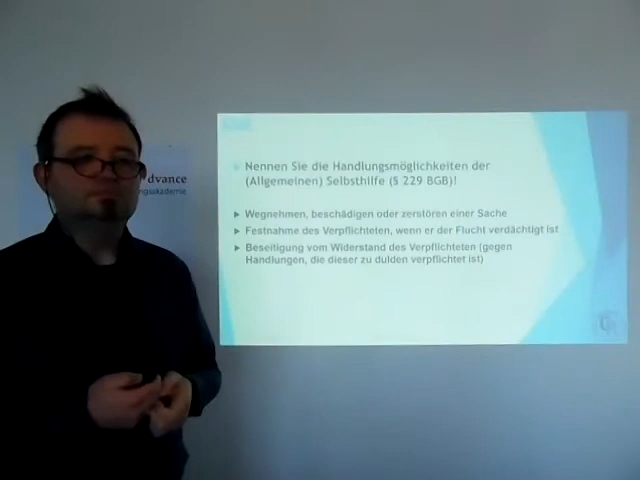 dvance
ngsakademie
Nennen Sie die Handlungsmöglichkeiten der
(Allgemeinen) Selbsthilfe (§ 229 BGB)!
Wegnehmen, beschädigen oder zerstören einer Sache
Festnahme des Verpflichteten, wenn er der Flucht verdächtigt ist
Beseitigung vom Widerstand des Verpflichteten (gegen
Handlungen, die dieser zu dulden verpflichtet ist)